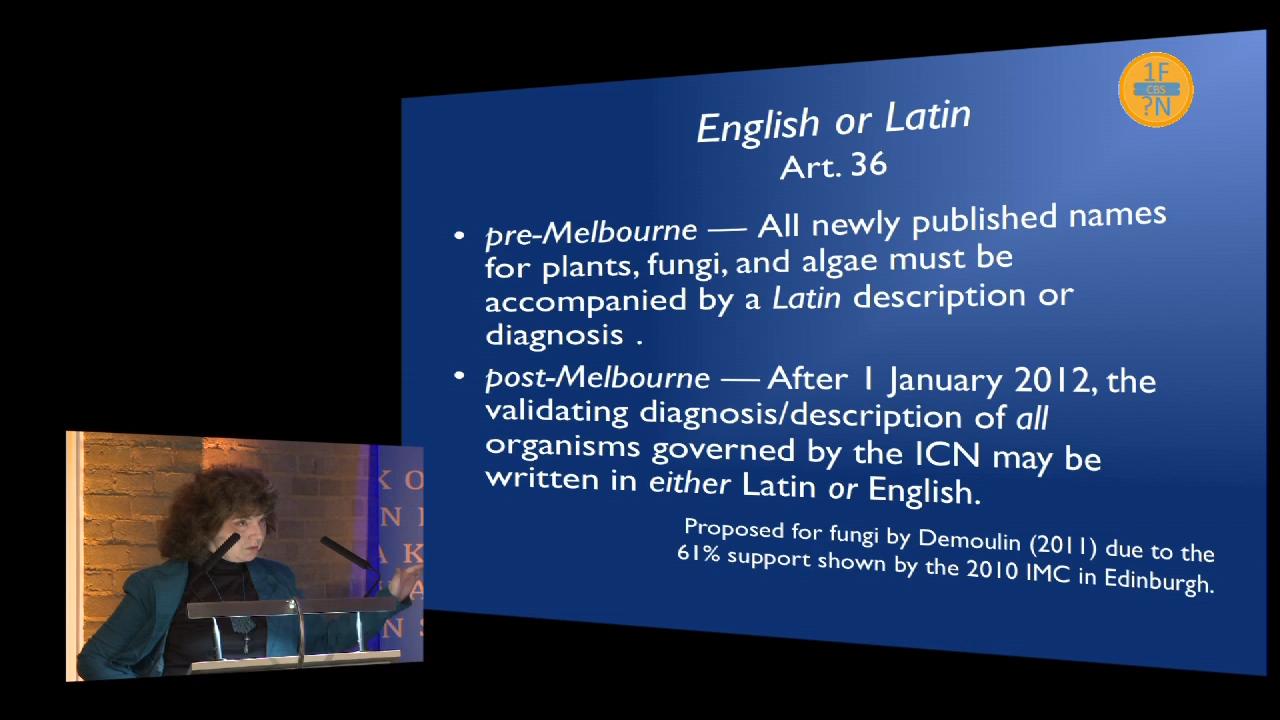 1F
CBS
?N
English or Latin
Art. 36
• pre-Melbourne — All newly published names
for plants, fungi, and algae must be
accompanied by a Latin description or
diagnosis .
• post-Melbourne — After 1 January 2012, the
validating diagnosis/description of all
organisms governed by the ICN may be
written in either Latin or English.
Proposed for fungi by Demoulin (2011) due to the
61% support shown by the 2010 IMC in Edinburgh.
K O
N
A K
A
N S